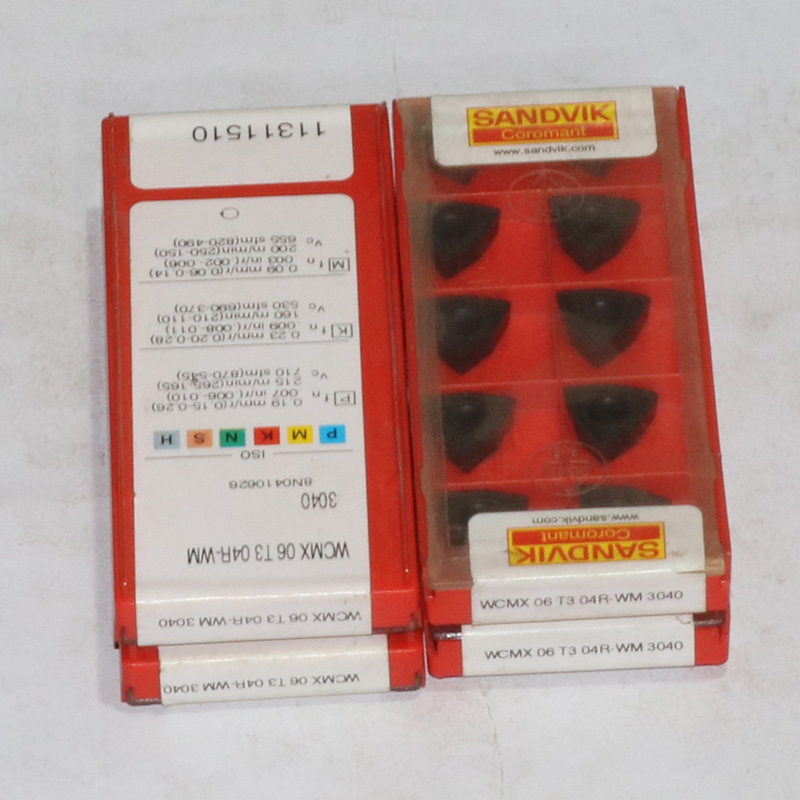 11311510
M fn 0.09 mm/r(0.06-0.14)
.003 in/r(.002-.006)
200 m/min(250-150)
Vc 655 sfm(820-490)
K fn 0.23 mm/r(0.20-0.28)
.009 in/r(.008-.011)
160 m/min(210-110)
Vc 530 sfm(690-370)
P fn 0.19 mm/r(0.15-0.26)
.007 in/r(.006-.010)
215 m/min(265-165)
Vc 710 sfm(870-545)
P M K N S H
ISO
8N0410626
3040
WCMX 06 T3 04R-WM
WCMX 06 T3 04R-WM 3040
WCMX 06 T3 04R-WM 3040
SANDVIK
Coromant
www.sandvik.com
www.sandvik.com
Coromant
SANDVIK
WCMX 06 T3 04R-WM 3040
WCMX 06 T3 04R-WM 3040